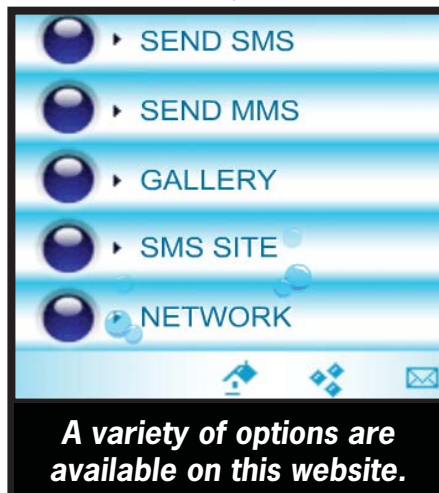 SEND SMS
SEND MMS
GALLERY
SMS SITE
NETWORK
A variety of options are
available on this website.